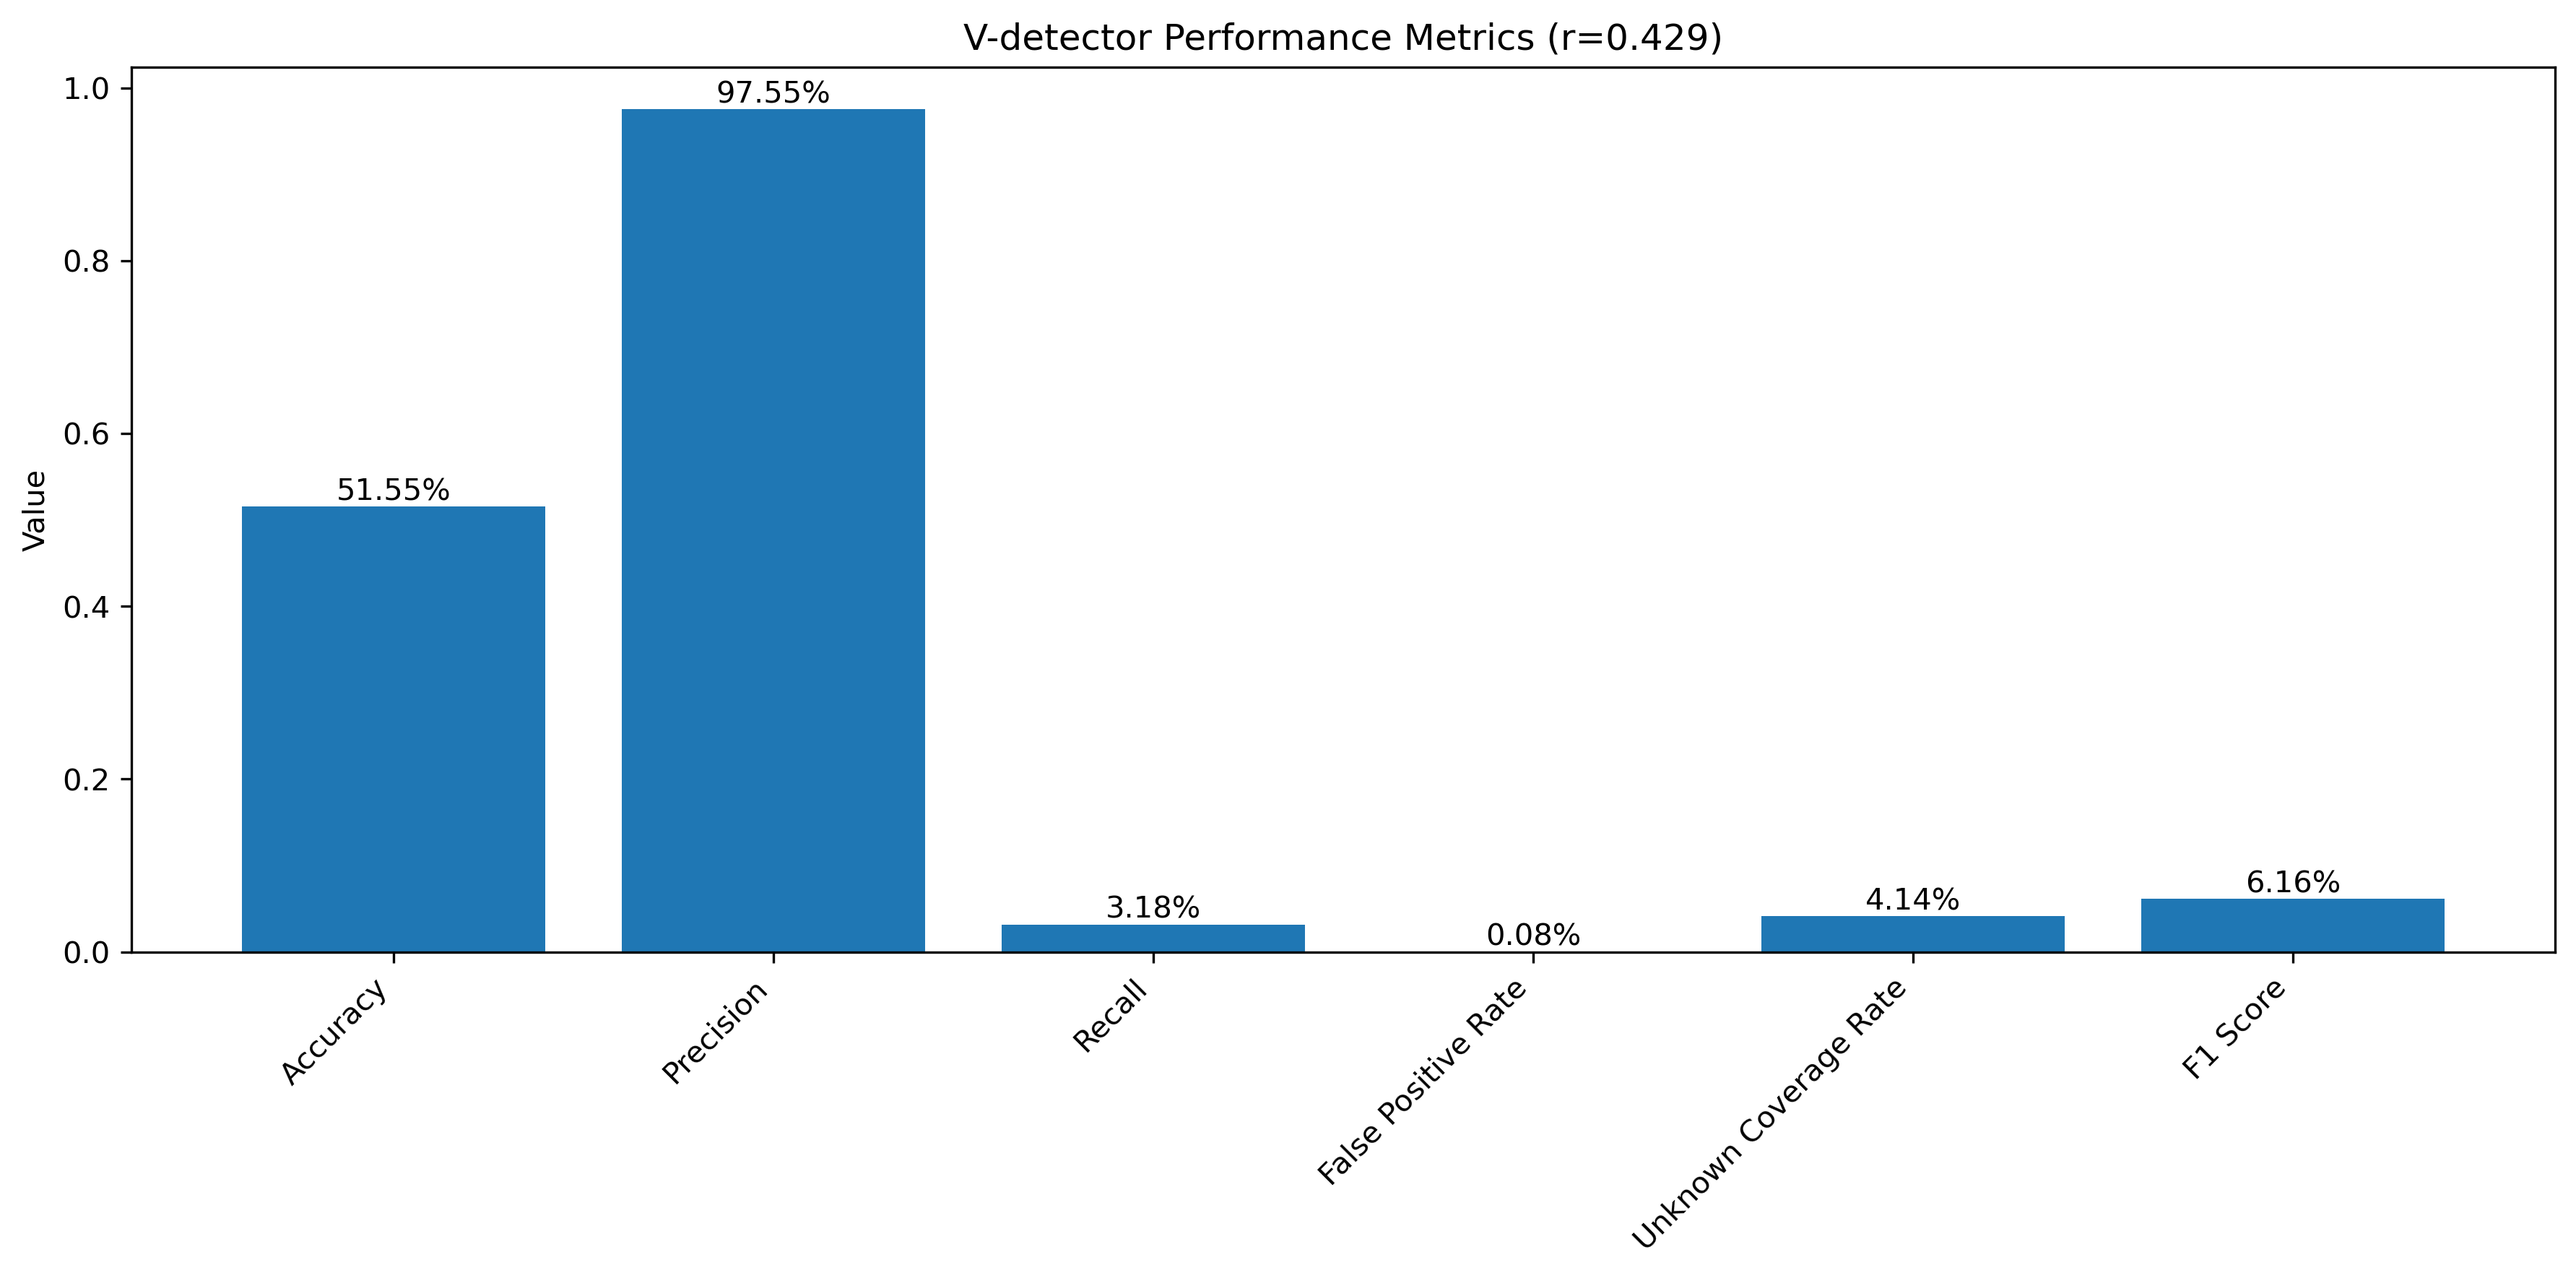 V-detector Performance Metrics (r=0.429)
Value
1.0
0.8
0.6
0.4
0.2
0.0
51.55%
97.55%
3.18%
0.08%
4.14%
6.16%
Accuracy
Precision
Recall
False Positive Rate
Unknown Coverage Rate
F1 Score